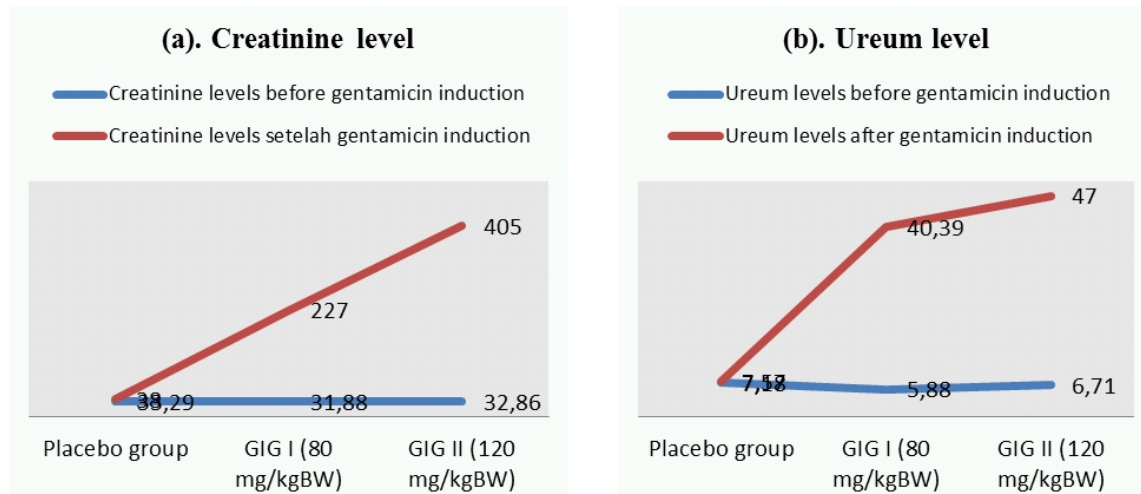 (a). Creatinine level
Creatinine levels before gentamicin induction
Creatinine levels setelah gentamicin induction
405
227
31,88
32,86
Placebo group
GIG I (80
mg/kgBW)
GIG II (120
mg/kgBW)
(b). Ureum level
Ureum levels before gentamicin induction
Ureum levels after gentamicin induction
47
40,39
5,88
6,71
Placebo group
GIG I (80
mg/kgBW)
GIG II (120
mg/kgBW)